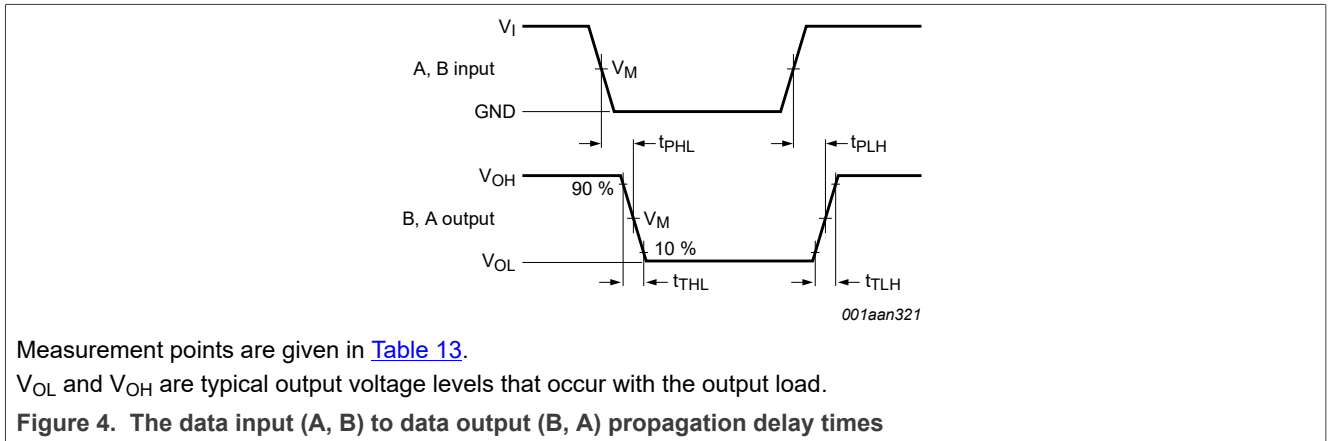 V_I
A, B input
V_M
GND
t_PHL
t_PLH
V_OH
90 %
B, A output
V_M
10 %
V_OL
t_THL
t_TLH
001aan321
Measurement points are given in Table 13.
V_OL and V_OH are typical output voltage levels that occur with the output load.
Figure 4. The data input (A, B) to data output (B, A) propagation delay times